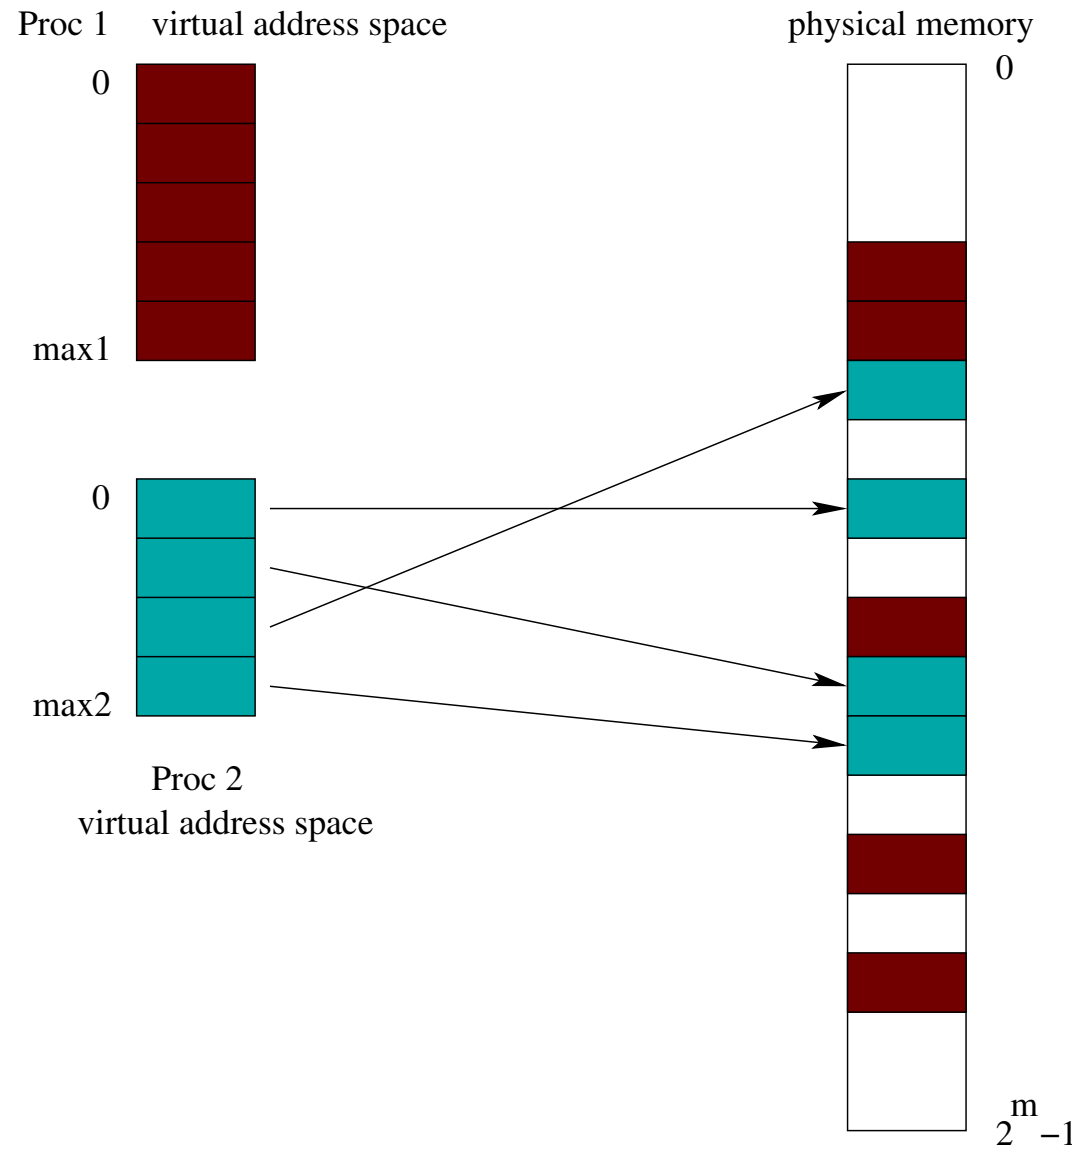 Proc 1 virtual address space
physical memory
0
0
max1
0
max2
Proc 2
virtual address space
m
2 −1